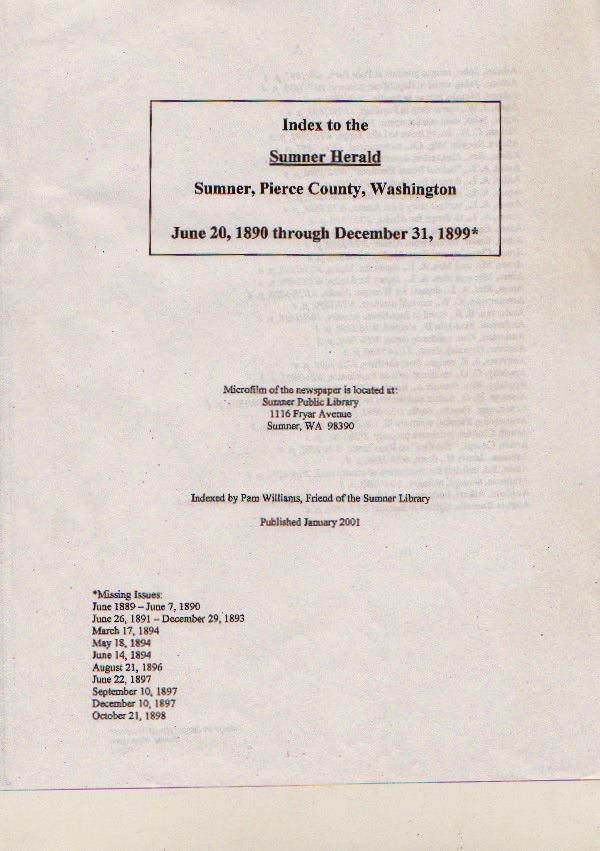 Index to the
Sumner Herald
Sumner, Pierce County, Washington
June 20, 1890 through December 31, 1899*
Microfilm of the newspaper is located at:
Sumner Public Library
1116 Fryar Avenue
Sumner, WA 98390
Indexed by Pam Williams, Friend of the Sumner Library
Published January 2001
*Missing Issues:
June 1889 – June 7, 1890
June 26, 1891 – December 29, 1893
March 17, 1894
May 18, 1894
June 14, 1894
August 21, 1896
June 22, 1897
September 10, 1897
December 10, 1897
October 21, 1898